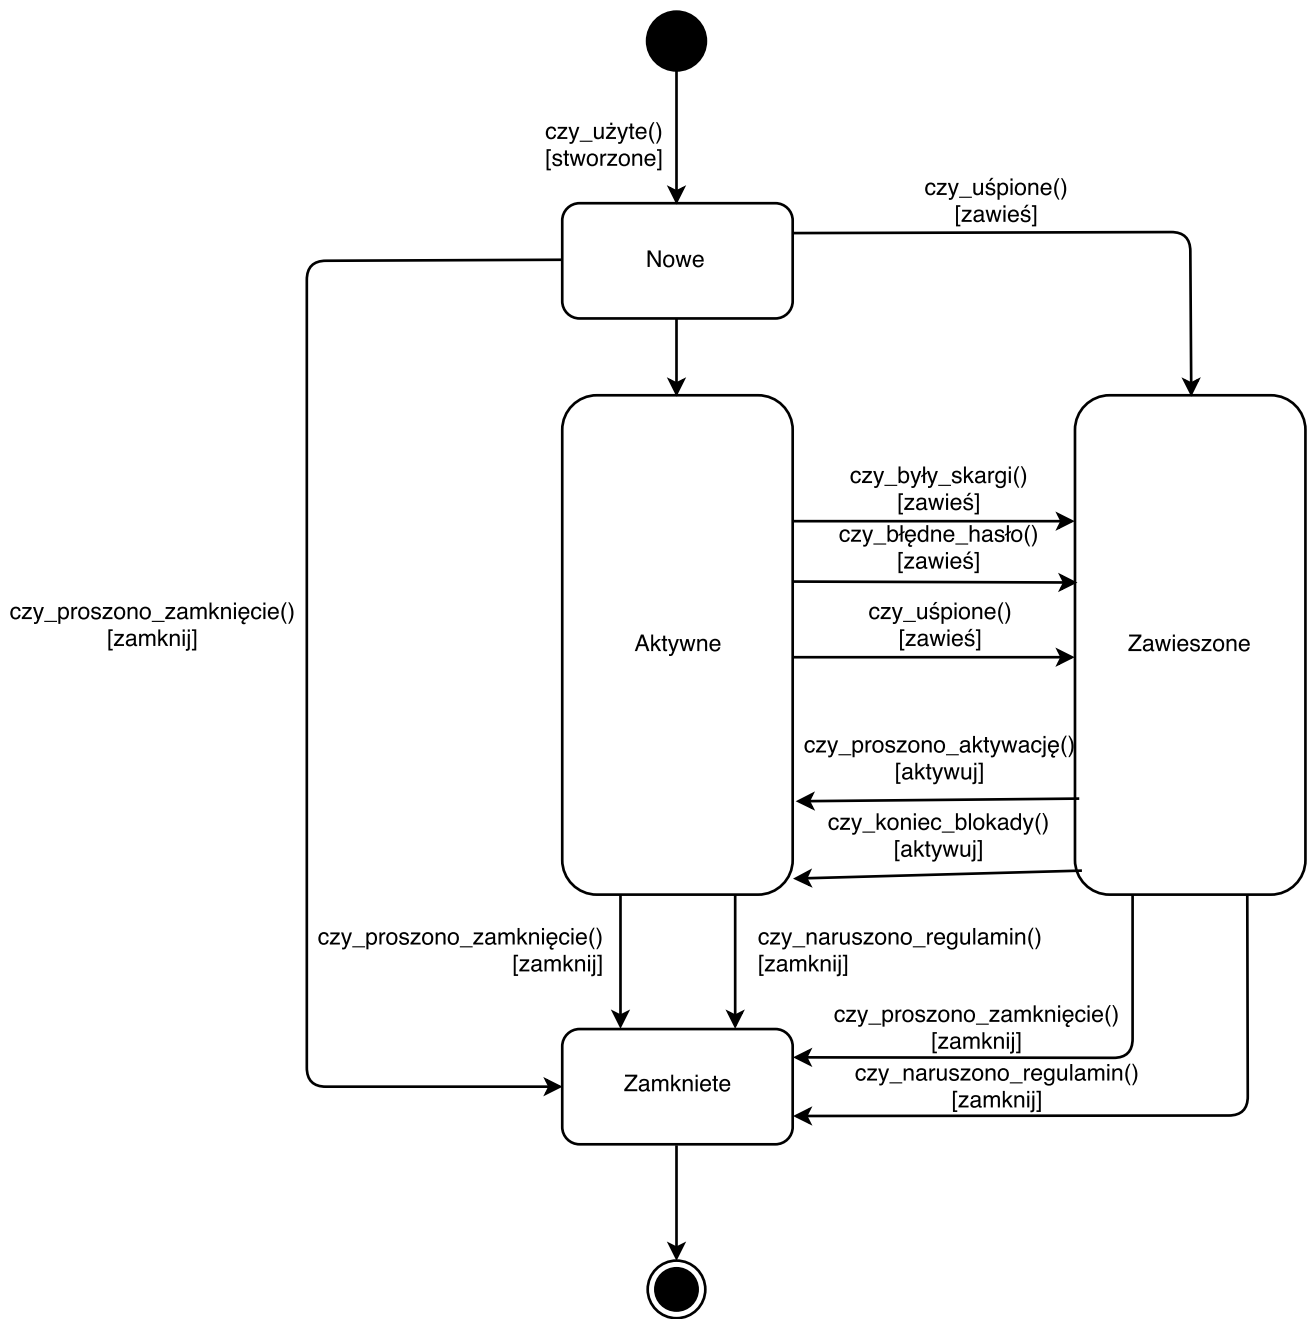 czy_użyte()
[stworzone]
czy_uśpione()
[zawieś]
Nowe
czy_były_skargi()
[zawieś]
czy_błędne_hasło()
[zawieś]
czy_uśpione()
[zawieś]
czy_proszono_zamknięcie()
[zamknij]
Aktywne
Zawieszone
czy_proszono_aktywację()
[aktywuj]
czy_koniec_blokady()
[aktywuj]
czy_proszono_zamknięcie()
[zamknij]
czy_naruszono_regulamin()
[zamknij]
czy_proszono_zamknięcie()
[zamknij]
czy_naruszono_regulamin()
[zamknij]
Zamkniete